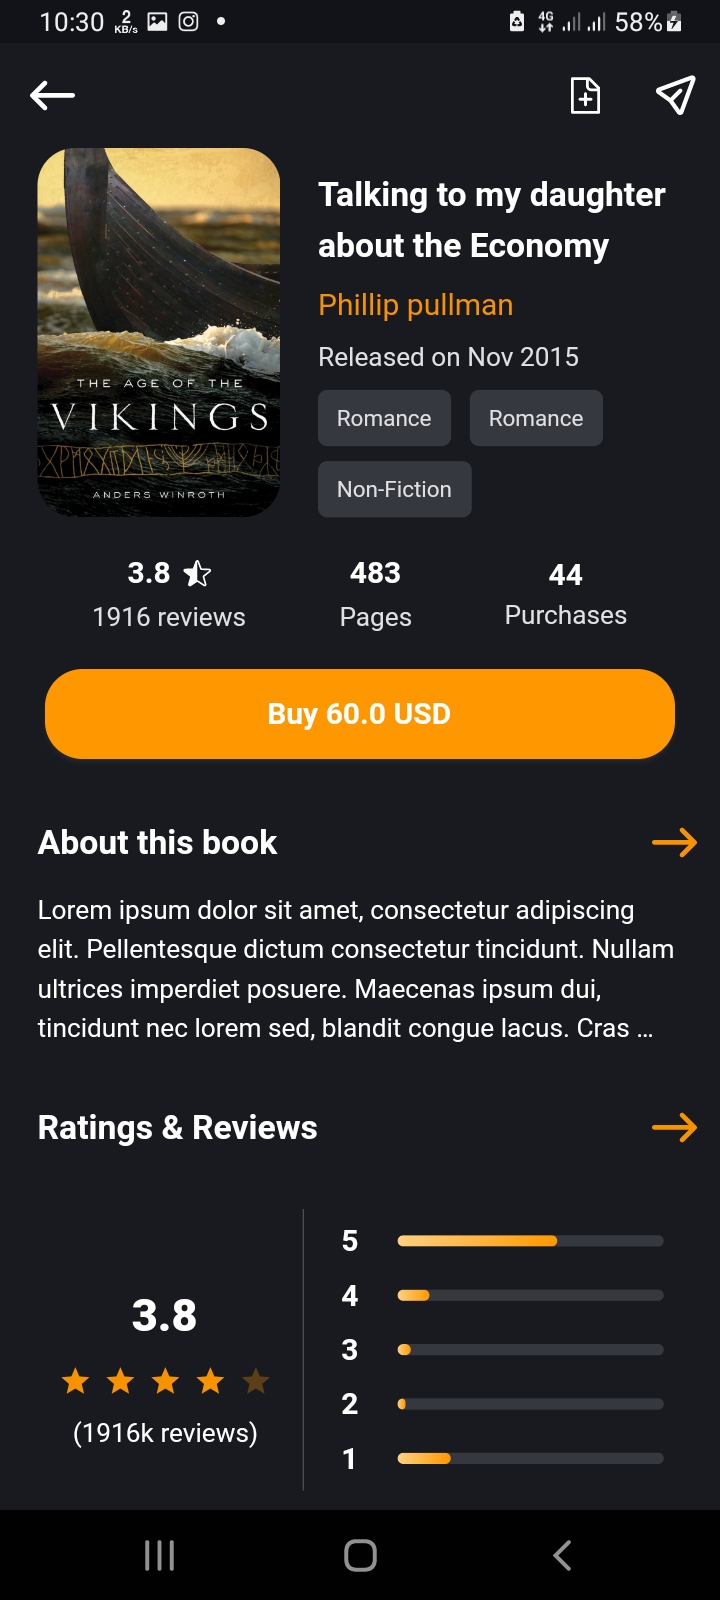 10:30 2 KB/s 4G 58%
Talking to my daughter
about the Economy
Phillip pullman
Released on Nov 2015
Romance Romance
Non-Fiction
THE AGE OF THE
VIKINGS
ANDERS WINROTH
3.8 483 44
1916 reviews Pages Purchases
Buy 60.0 USD
About this book
Lorem ipsum dolor sit amet, consectetur adipiscing
elit. Pellentesque dictum consectetur tincidunt. Nullam
ultrices imperdiet posuere. Maecenas ipsum dui,
tincidunt nec lorem sed, blandit congue lacus. Cras ...
Ratings & Reviews
3.8
(1916k reviews)
5
4
3
2
1